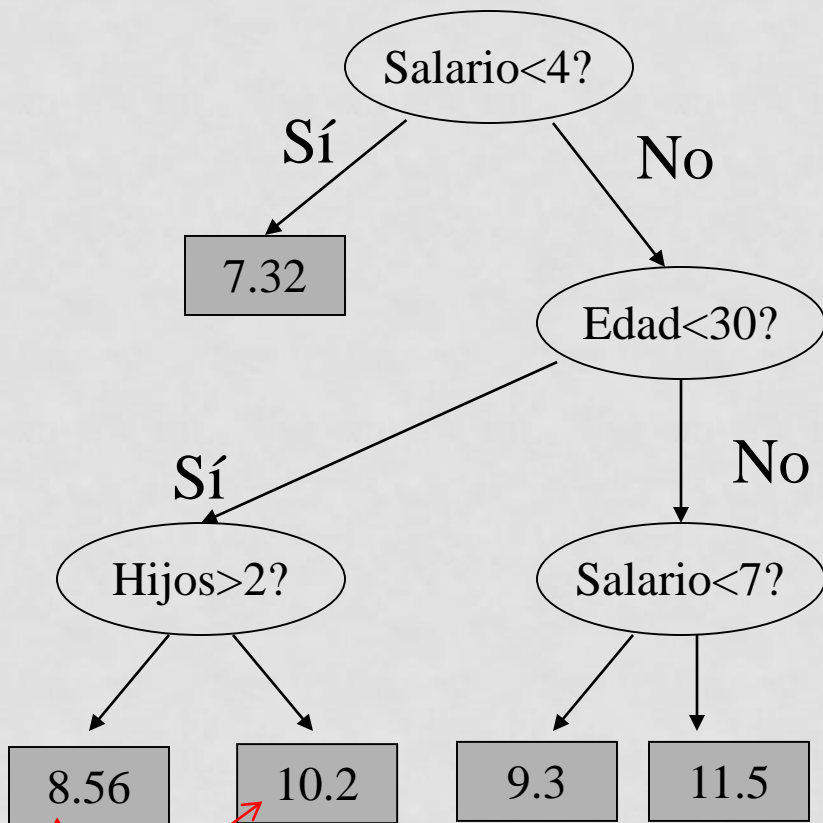 Salario<4?
Sí
No
7.32
Edad<30?
Sí
No
Hijos>2?
Salario<7?
8.56
10.2
9.3
11.5